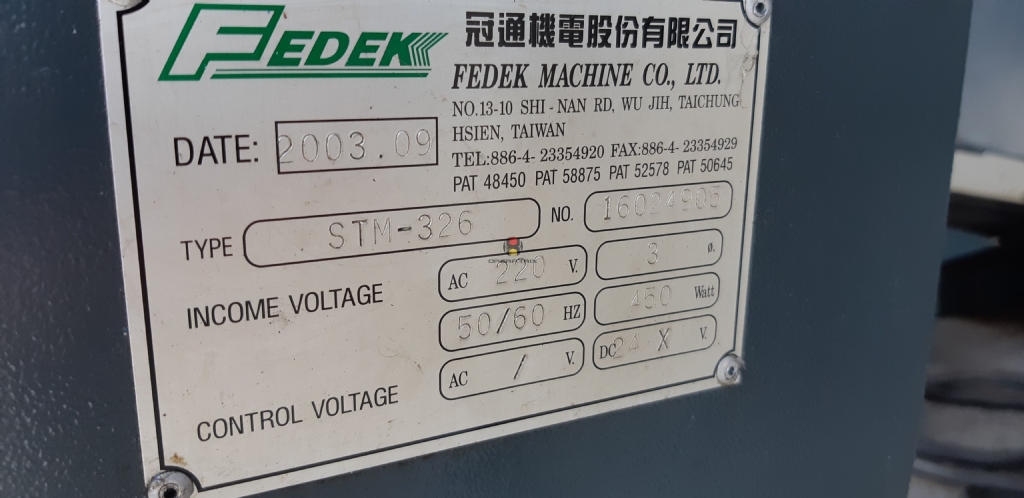 FEDEK
冠通機電股份有限公司
FEDEK MACHINE CO., LTD.
NO.13-10 SHI-NAN RD, WU JIH, TAICHUNG
HSIEN, TAIWAN
TEL:886-4- 23354920 FAX:886-4- 23354929
PAT 48450 PAT 58875 PAT 52578 PAT 50645
DATE: 2003.09
TYPE STM-326 NO. 16024905
INCOME VOLTAGE AC 220 V. 3 ø.
50/60 HZ 450 Watt
CONTROL VOLTAGE AC / V. DC 24 X V.